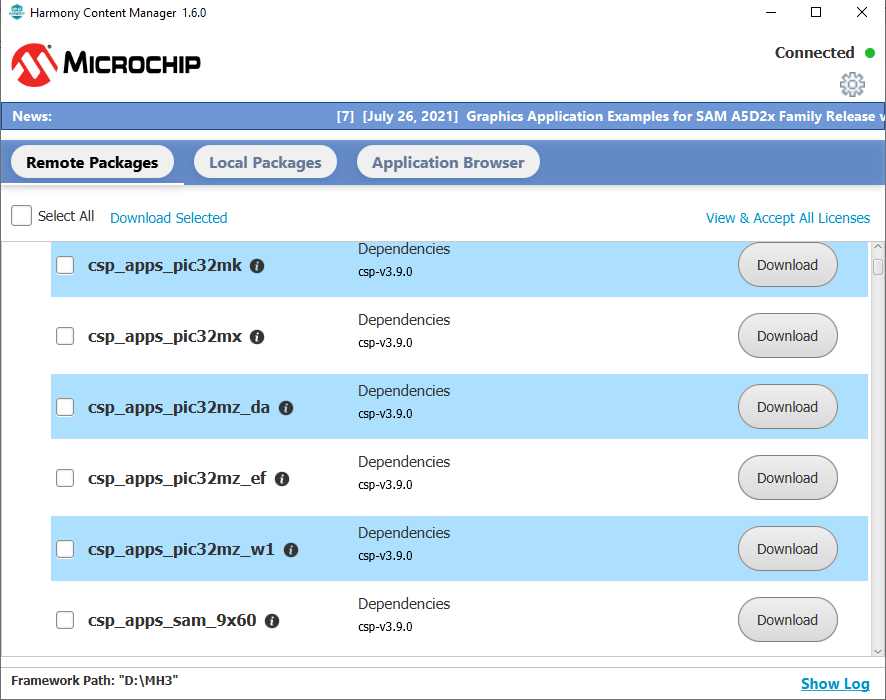 Harmony Content Manager 1.6.0
MICROCHIP
Connected
News: [7] [July 26, 2021] Graphics Application Examples for SAM A5D2x Family Release v
Remote Packages Local Packages Application Browser
Select All Download Selected View & Accept All Licenses
Dependencies
csp_apps_pic32mk csp-v3.9.0 Download
Dependencies
csp_apps_pic32mx csp-v3.9.0 Download
Dependencies
csp_apps_pic32mz_da csp-v3.9.0 Download
Dependencies
csp_apps_pic32mz_ef csp-v3.9.0 Download
Dependencies
csp_apps_pic32mz_w1 csp-v3.9.0 Download
Dependencies
csp_apps_sam_9x60 csp-v3.9.0 Download
Framework Path: "D:\MH3" Show Log